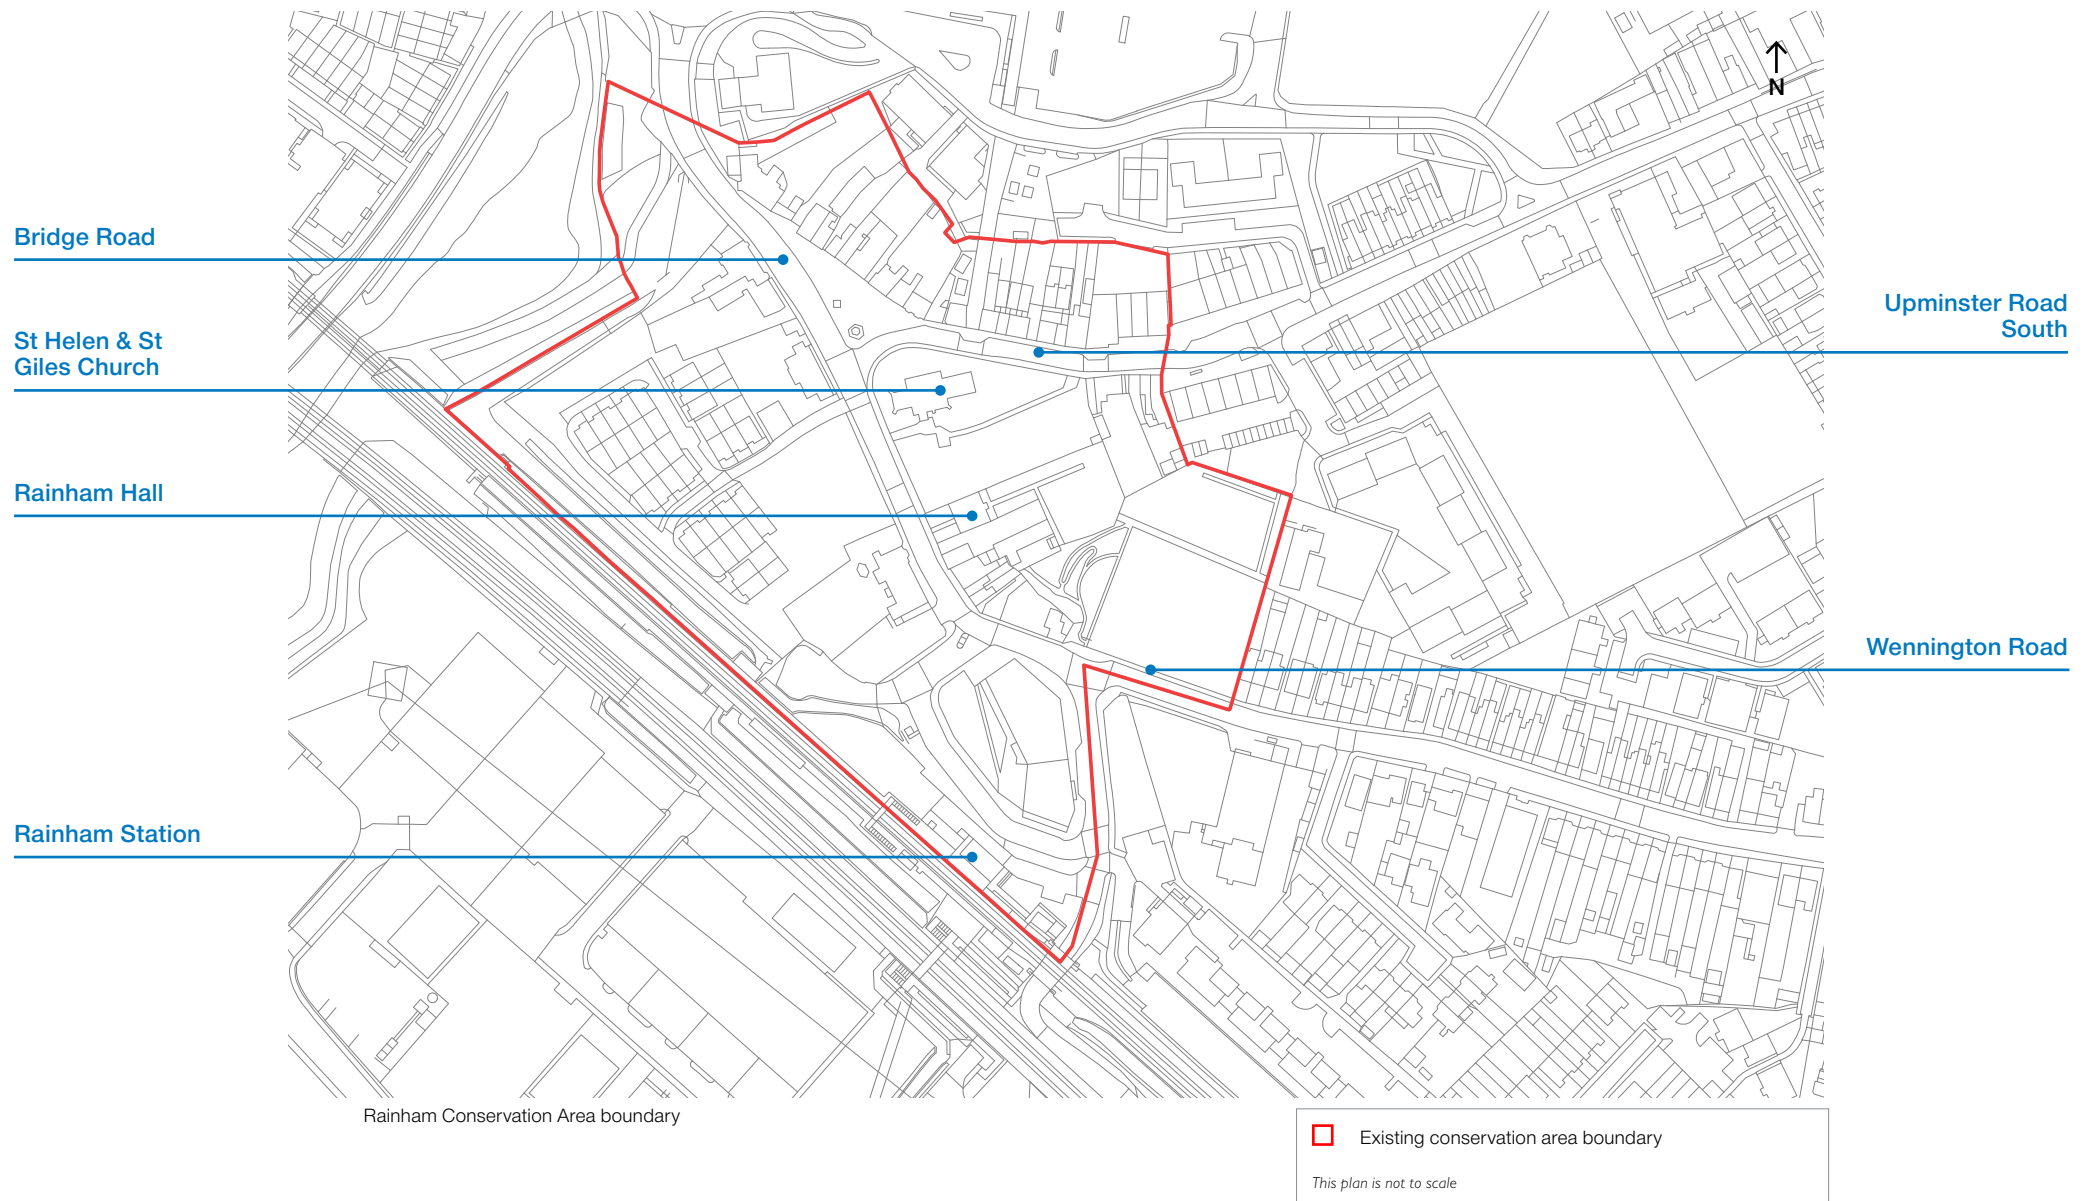 N
Bridge Road
St Helen & St
Giles Church
Rainham Hall
Rainham Station
Upminster Road
South
Wennington Road
Rainham Conservation Area boundary
Existing conservation area boundary
This plan is not to scale